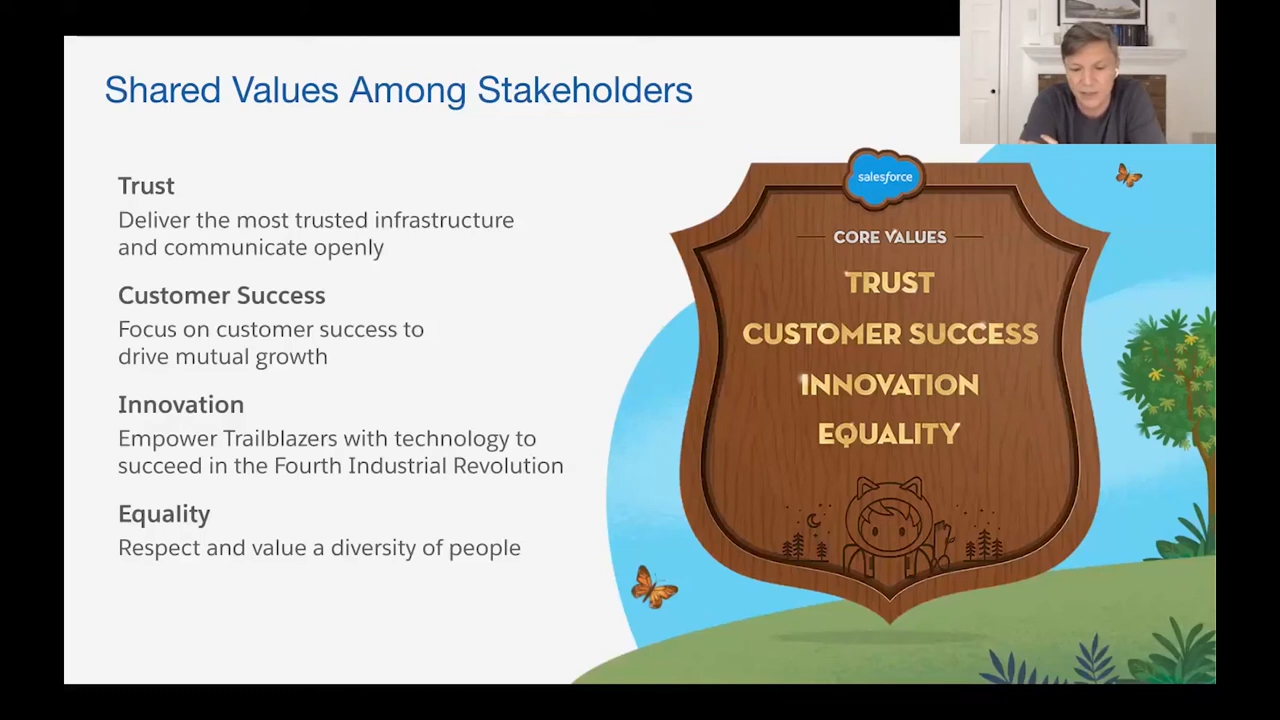 Shared Values Among Stakeholders
Trust
Deliver the most trusted infrastructure
and communicate openly
Customer Success
Focus on customer success to
drive mutual growth
Innovation
Empower Trailblazers with technology to
succeed in the Fourth Industrial Revolution
Equality
Respect and value a diversity of people
salesforce
CORE VALUES
TRUST
CUSTOMER SUCCESS
INNOVATION
EQUALITY